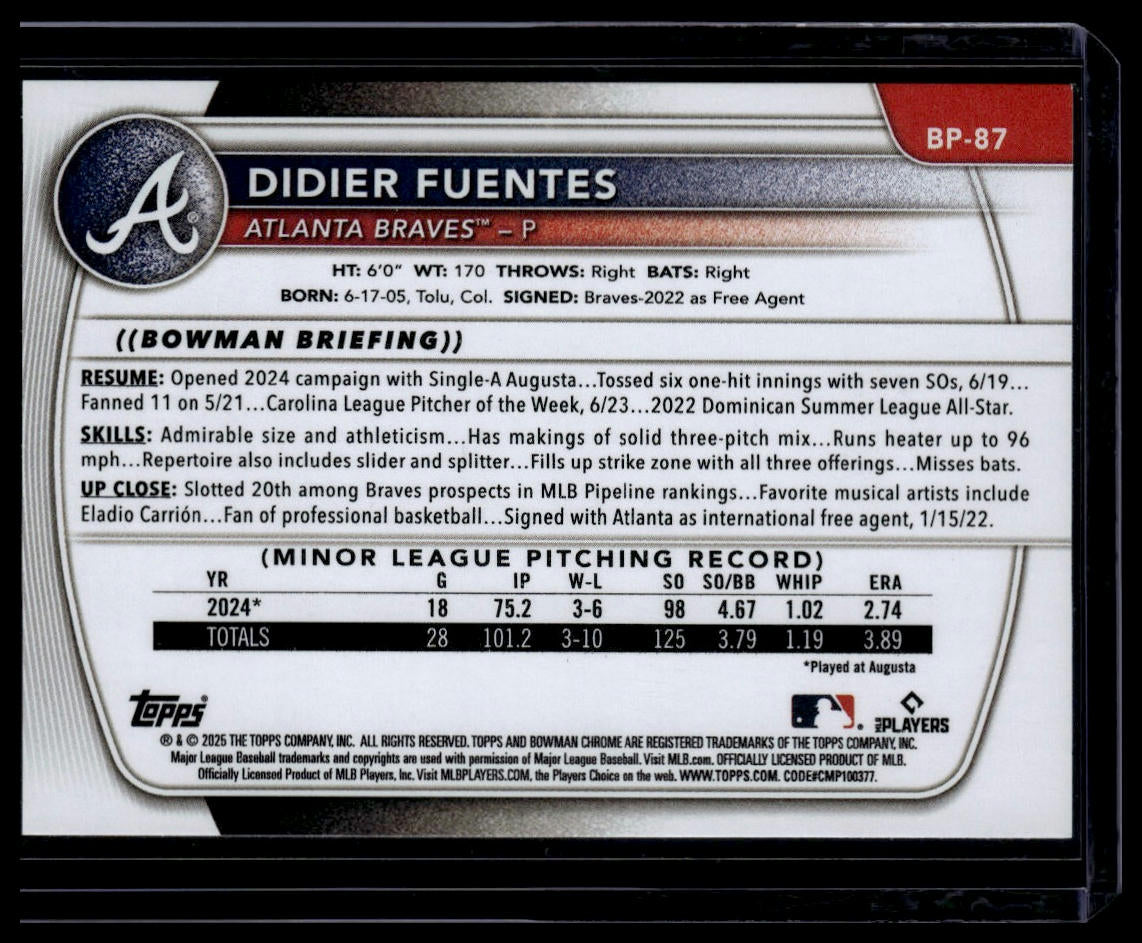 BP-87
A®
DIDIER FUENTES
ATLANTA BRAVES™ – P
HT: 6'0" WT: 170 THROWS: Right BATS: Right
BORN: 6-17-05, Tolu, Col. SIGNED: Braves-2022 as Free Agent
((BOWMAN BRIEFING))
RESUME: Opened 2024 campaign with Single-A Augusta...Tossed six one-hit innings with seven SOs, 6/19...
Fanned 11 on 5/21...Carolina League Pitcher of the Week, 6/23...2022 Dominican Summer League All-Star.
SKILLS: Admirable size and athleticism...Has makings of solid three-pitch mix...Runs heater up to 96
mph...Repertoire also includes slider and splitter...Fills up strike zone with all three offerings...Misses bats.
UP CLOSE: Slotted 20th among Braves prospects in MLB Pipeline rankings...Favorite musical artists include
Eladio Carrión...Fan of professional basketball...Signed with Atlanta as international free agent, 1/15/22.
(MINOR LEAGUE PITCHING RECORD)
YR G IP W-L SO SO/BB WHIP ERA
2024* 18 75.2 3-6 98 4.67 1.02 2.74
TOTALS 28 101.2 3-10 125 3.79 1.19 3.89
*Played at Augusta
Topps®
MLB PLAYERS
® & © 2025 THE TOPPS COMPANY, INC. ALL RIGHTS RESERVED. TOPPS AND BOWMAN CHROME ARE REGISTERED TRADEMARKS OF THE TOPPS COMPANY, INC.
Major League Baseball trademarks and copyrights are used with permission of Major League Baseball. Visit MLB.com. OFFICIALLY LICENSED PRODUCT OF MLB.
Officially Licensed Product of MLB Players, Inc. Visit MLBPLAYERS.COM, the Players Choice on the web. WWW.TOPPS.COM. CODE#CMP100377.